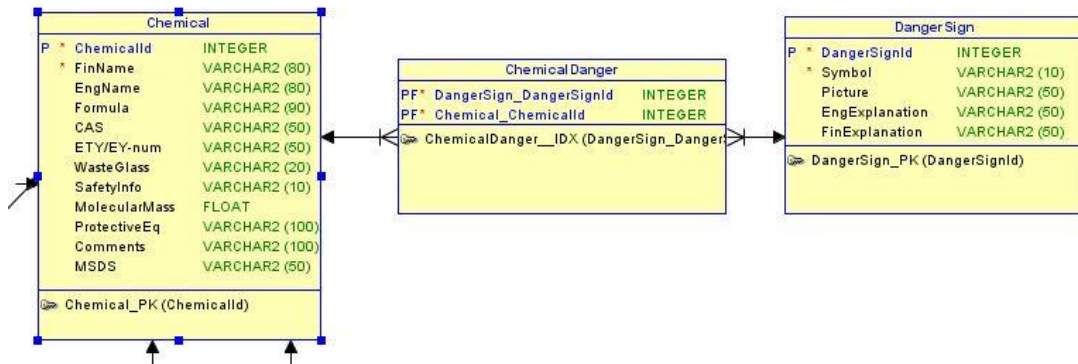 Chemical
P * ChemicalId INTEGER
* FinName VARCHAR2 (80)
EngName VARCHAR2 (80)
Formula VARCHAR2 (90)
CAS VARCHAR2 (50)
ETY/EY-num VARCHAR2 (50)
WasteGlass VARCHAR2 (20)
SafetyInfo VARCHAR2 (10)
MolecularMass FLOAT
ProtectiveEq VARCHAR2 (100)
Comments VARCHAR2 (100)
MSDS VARCHAR2 (50)
Chemical_PK (ChemicalId)
ChemicalDanger
PF* DangerSign_DangerSignId INTEGER
PF* Chemical_ChemicalId INTEGER
ChemicalDanger__IDX (DangerSign_Danger
DangerSign
P * DangerSignId INTEGER
* Symbol VARCHAR2 (10)
Picture VARCHAR2 (50)
EngExplanation VARCHAR2 (50)
FinExplanation VARCHAR2 (50)
DangerSign_PK (DangerSignId)